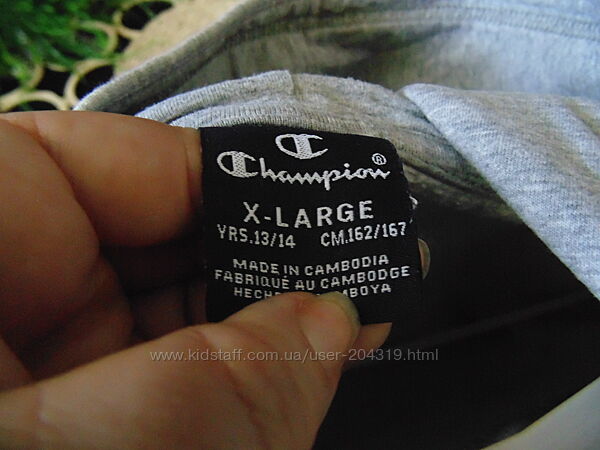 Champion®
X-LARGE
YRS.13/14 CM.162/167
MADE IN CAMBODIA
FABRIQUÉ AU CAMBODGE
www.kidstaff.com.ua/user-204319.html